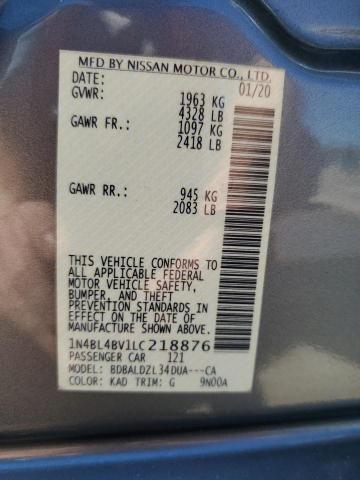 MFD BY NISSAN MOTOR CO., LTD.
DATE: 01/20
GVWR: 1963 KG
4328 LB
GAWR FR.: 1097 KG
2418 LB
GAWR RR.: 945 KG
2083 LB
THIS VEHICLE CONFORMS TO
ALL APPLICABLE FEDERAL
MOTOR VEHICLE SAFETY,
BUMPER, AND THEFT
PREVENTION STANDARDS
IN EFFECT ON THE DATE OF
MANUFACTURE SHOWN ABOVE.
1N4BL4BV1LC218876
PASSENGER CAR 121
MODEL: BDBALDZL34DUA---CA
COLOR: KAD TRIM: G 9N00A